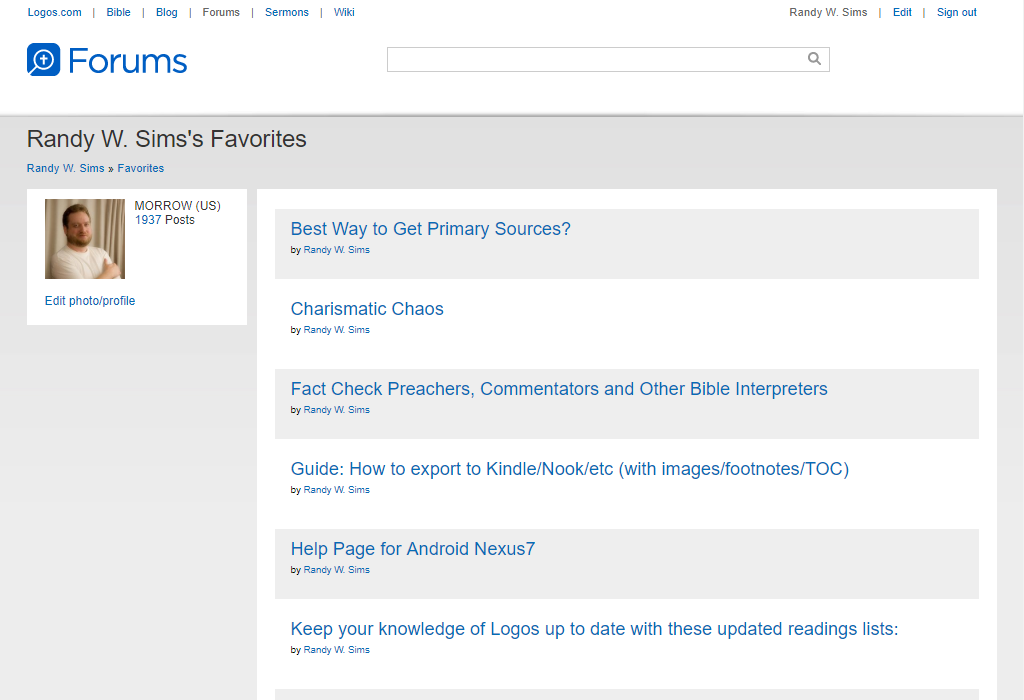 Logos.com | Bible | Blog | Forums | Sermons | Wiki
Randy W. Sims | Edit | Sign out
Forums
Randy W. Sims's Favorites
Randy W. Sims » Favorites
MORROW (US)
1937 Posts
Edit photo/profile
Best Way to Get Primary Sources?
by Randy W. Sims
Charismatic Chaos
by Randy W. Sims
Fact Check Preachers, Commentators and Other Bible Interpreters
by Randy W. Sims
Guide: How to export to Kindle/Nook/etc (with images/footnotes/TOC)
by Randy W. Sims
Help Page for Android Nexus7
by Randy W. Sims
Keep your knowledge of Logos up to date with these updated readings lists:
by Randy W. Sims